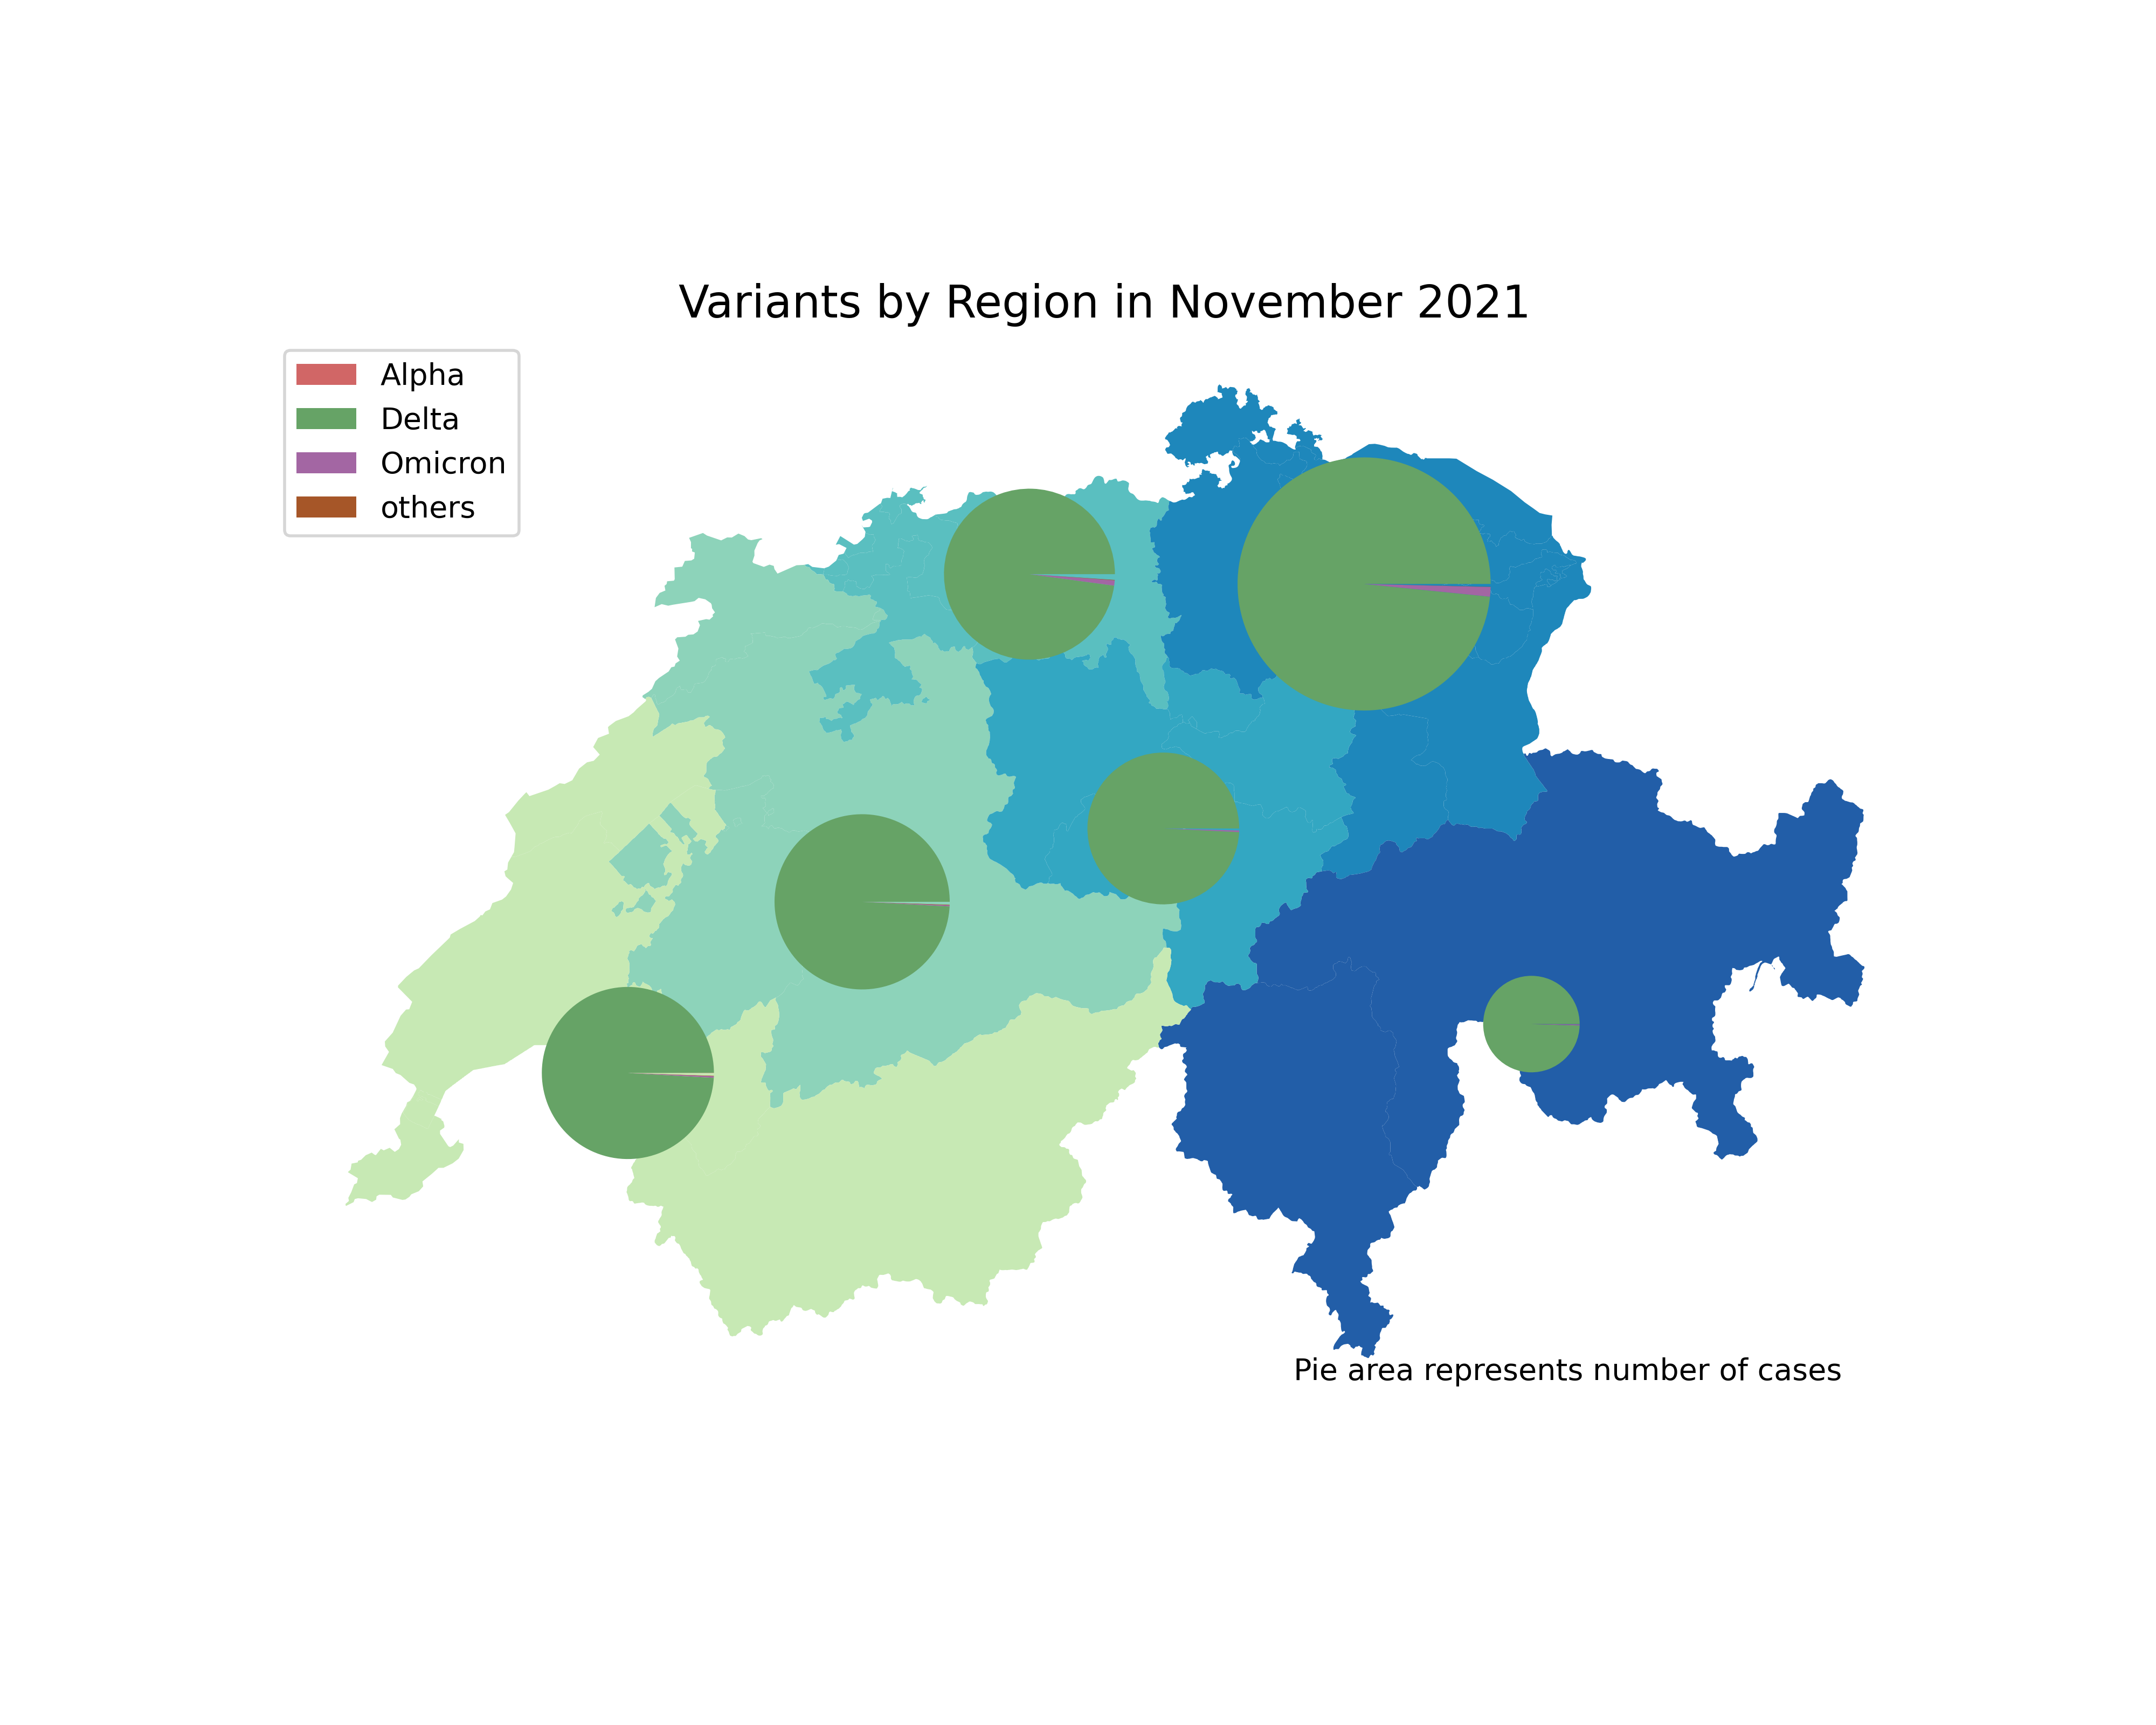 Variants by Region in November 2021
Alpha
Delta
Omicron
others
Pie area represents number of cases